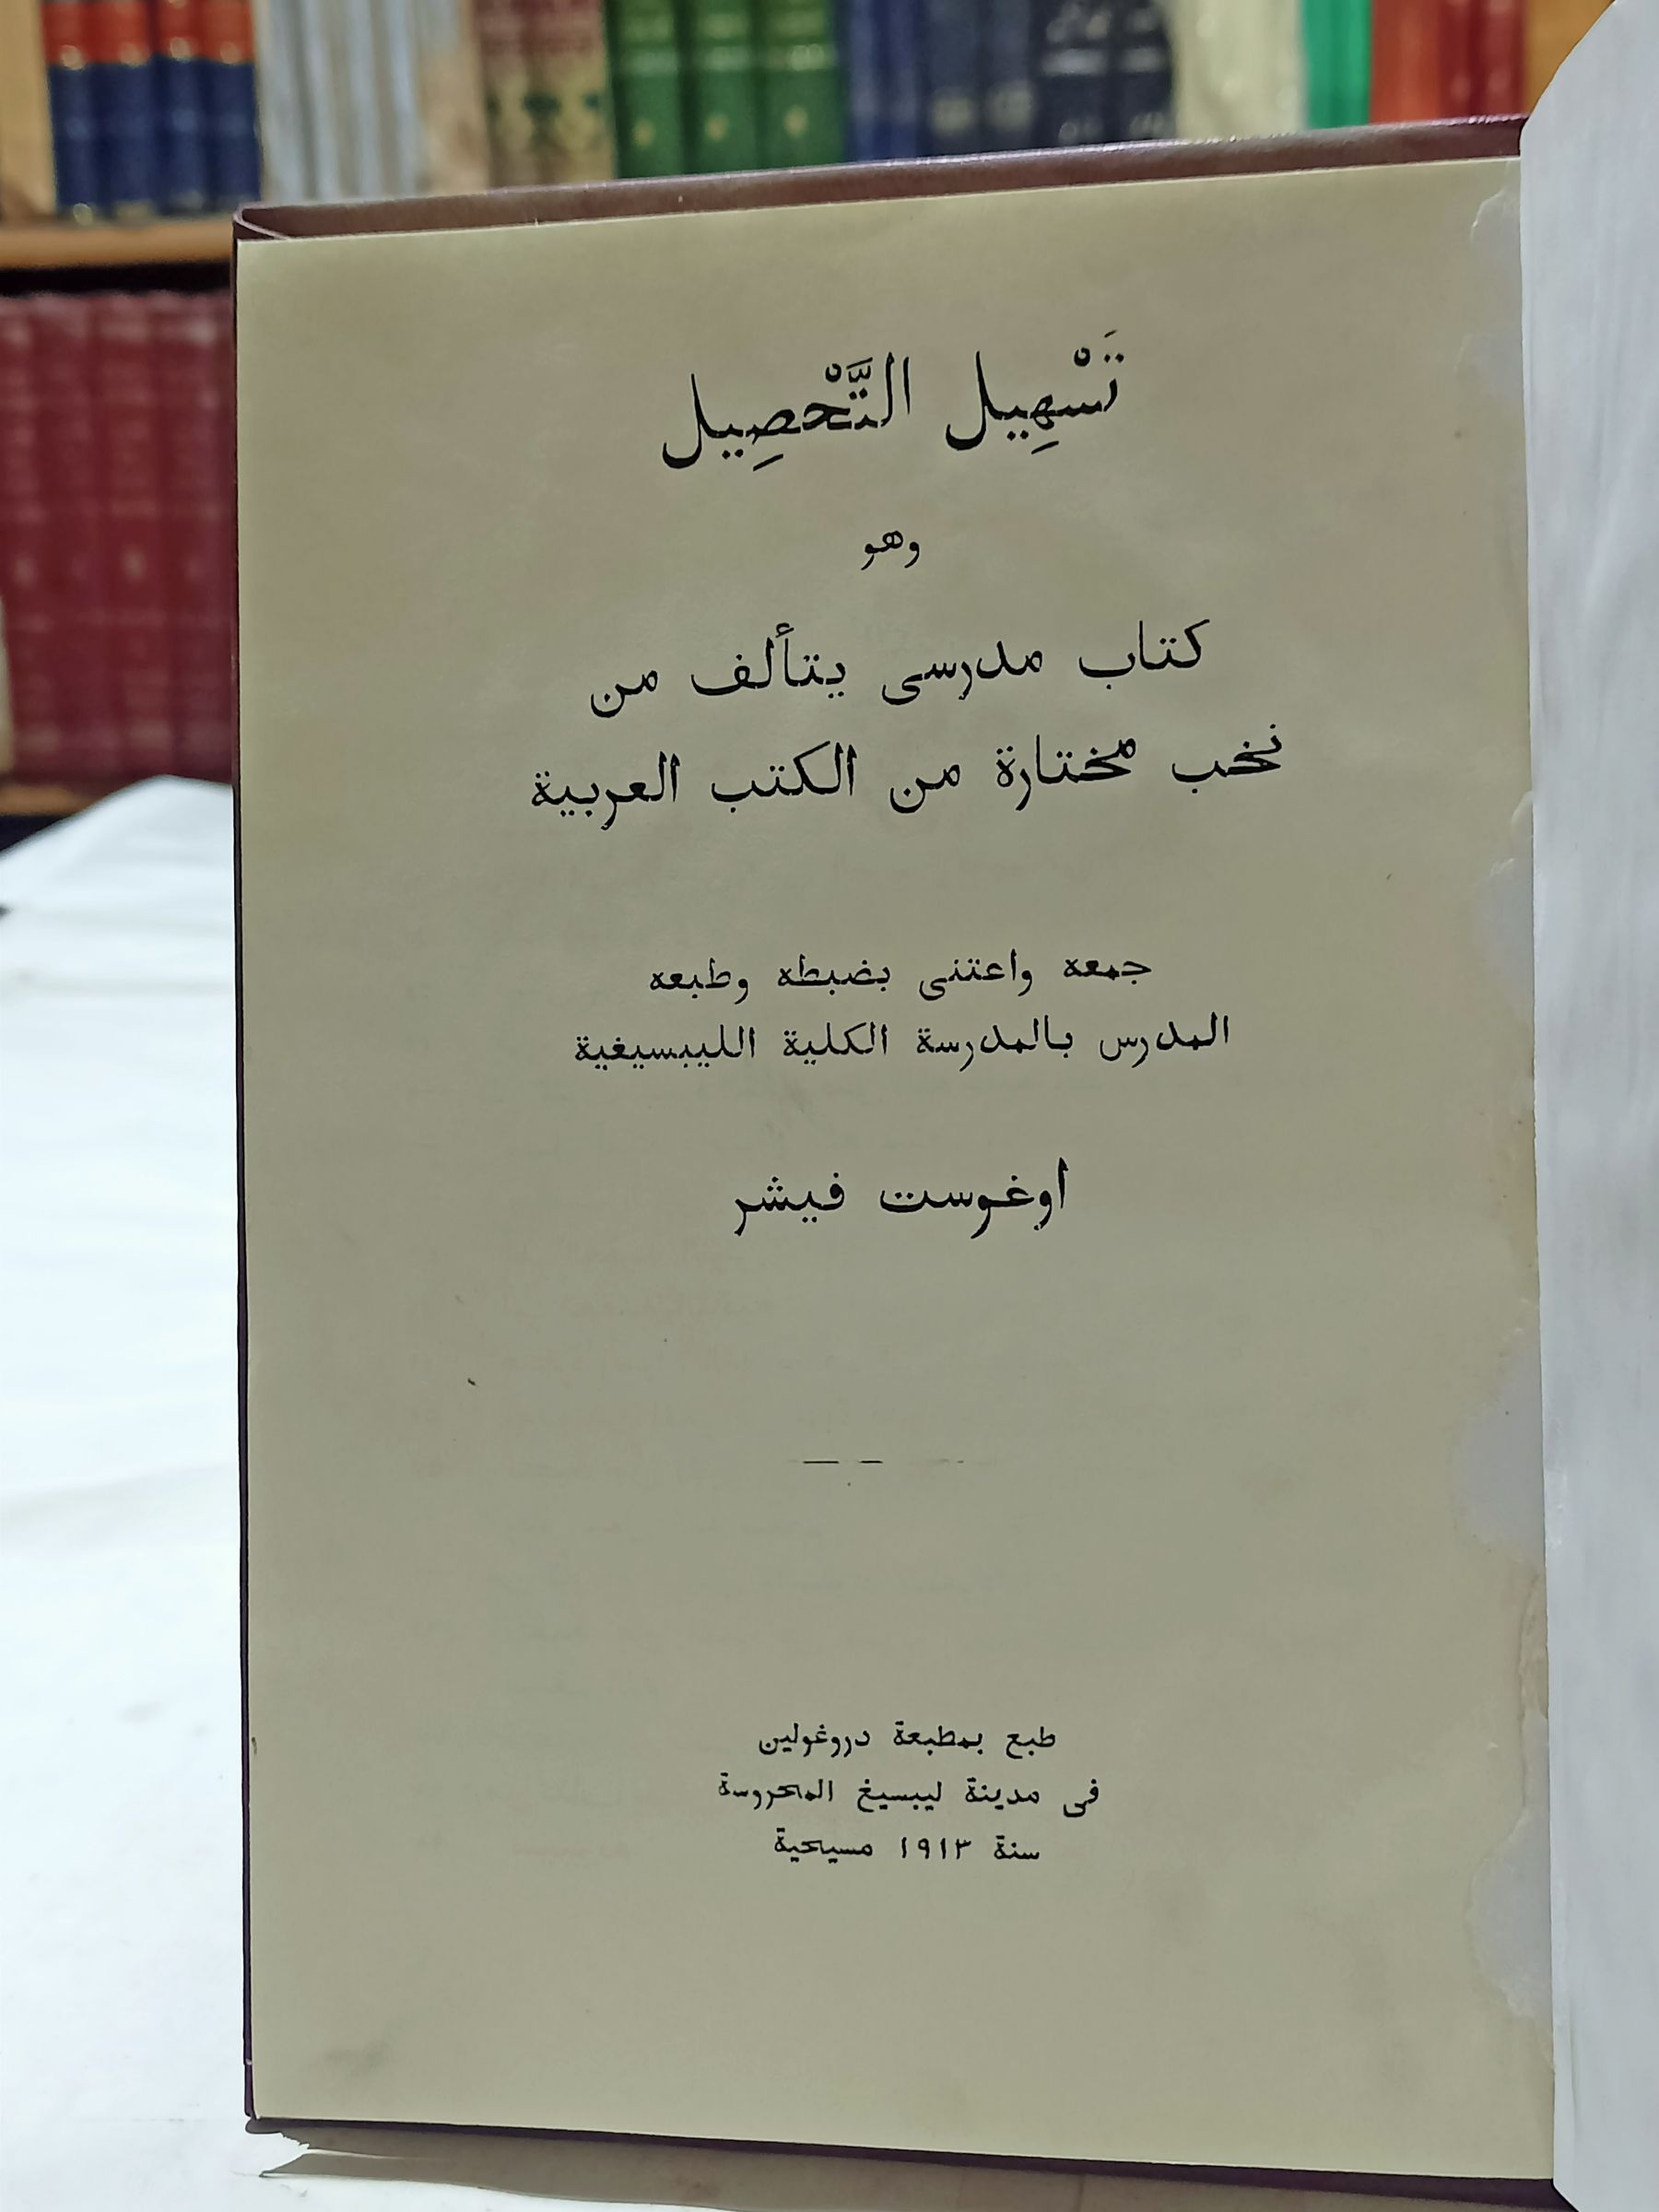 تَسْهِيل التَّحْصِيل
وهو
كتاب مدرسى يتألف من
نخب مختارة من الكتب العربية
جمعه واعتنى بضبطه وطبعه
المدرس بالمدرسة الكلية الليبسيغية
اوغوست فيشر
طبع بمطبعة دروغولين
فى مدينة ليبسيغ المحروسة
سنة ١٩١٣ مسيحية